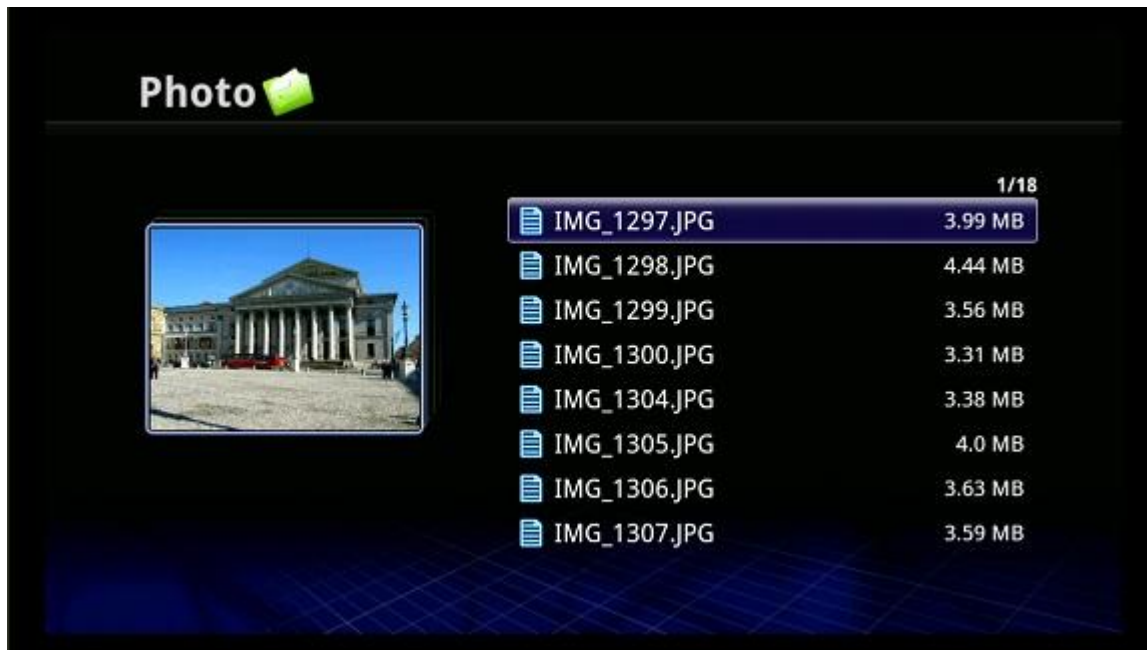 Photo
1/18
IMG_1297.JPG 3.99 MB
IMG_1298.JPG 4.44 MB
IMG_1299.JPG 3.56 MB
IMG_1300.JPG 3.31 MB
IMG_1304.JPG 3.38 MB
IMG_1305.JPG 4.0 MB
IMG_1306.JPG 3.63 MB
IMG_1307.JPG 3.59 MB